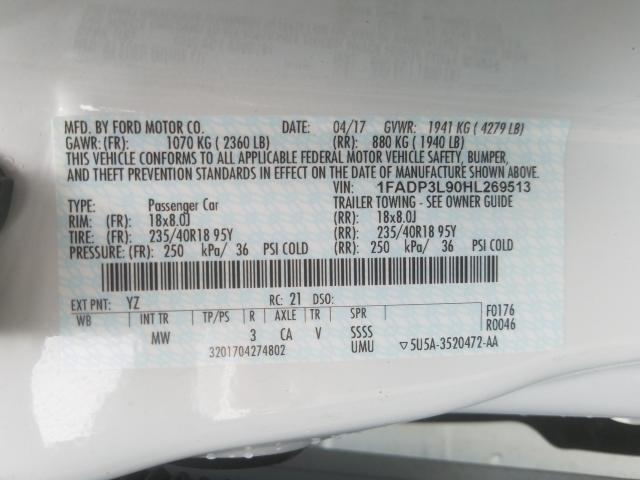 MFD. BY FORD MOTOR CO. DATE: 04/17 GVWR: 1941 KG ( 4279 LB)
GAWR: (FR): 1070 KG ( 2360 LB) (RR): 880 KG ( 1940 LB)
THIS VEHICLE CONFORMS TO ALL APPLICABLE FEDERAL MOTOR VEHICLE SAFETY, BUMPER,
AND THEFT PREVENTION STANDARDS IN EFFECT ON THE DATE OF MANUFACTURE SHOWN ABOVE.
VIN: 1FADP3L90HL269513
TYPE: Passenger Car TRAILER TOWING - SEE OWNER GUIDE
RIM: (FR): 18x8.0J (RR): 18x8.0J
TIRE: (FR): 235/40R18 95Y (RR): 235/40R18 95Y
PRESSURE: (FR): 250 kPa/ 36 PSI COLD (RR): 250 kPa/ 36 PSI COLD
EXT PNT: YZ RC: 21 DSO:
WB INT TR TP/PS R AXLE TR SPR F0176
MW 3 CA V SSSS R0046
3201704274802 UMU ▽5U5A-3520472-AA